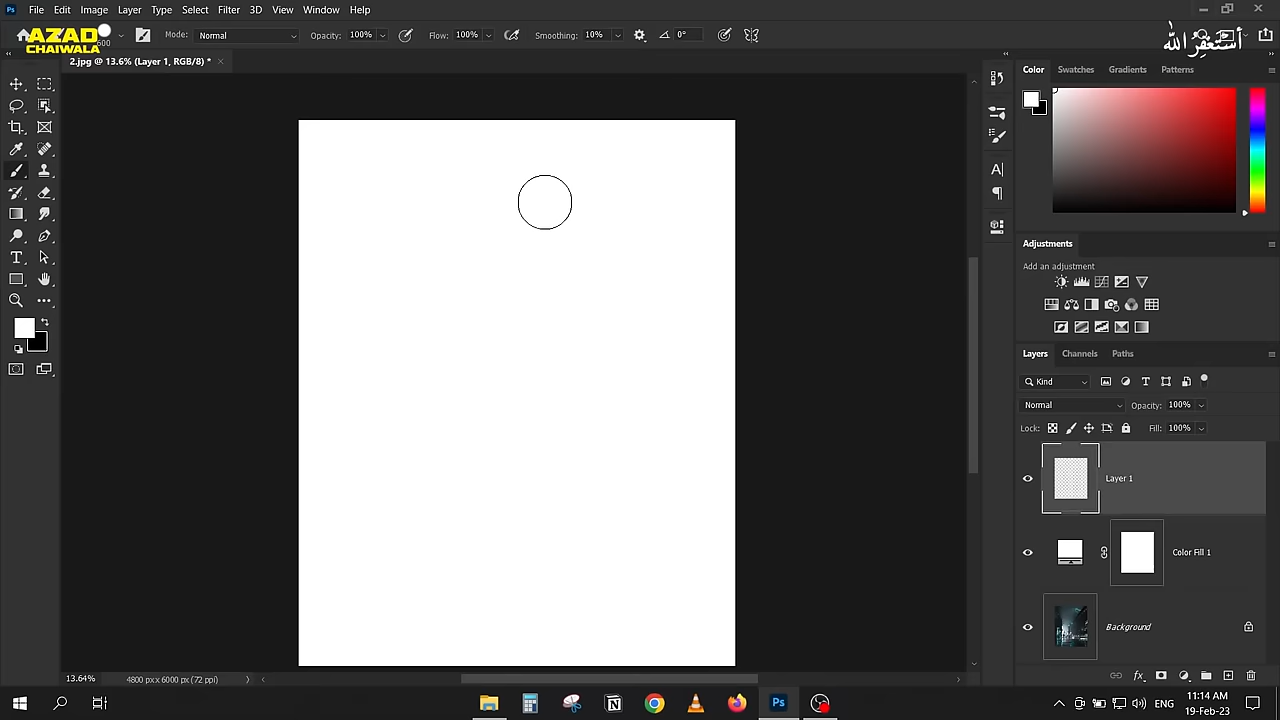 File Edit Image Layer Type Select Filter 3D View Window Help
AZAD
CHAIWALA
600
Mode: Normal Opacity: 100% Flow: 100% Smoothing: 10% 0°
أستغفر الله
2.jpg @ 13.6% (Layer 1, RGB/8) *
Color Swatches Gradients Patterns
Adjustments
Add an adjustment
Layers Channels Paths
Kind
Normal Opacity: 100%
Lock: Fill: 100%
Layer 1
Color Fill 1
Background
13.64% 4800 px x 6000 px (72 ppi)
ENG
11:14 AM
19-Feb-23